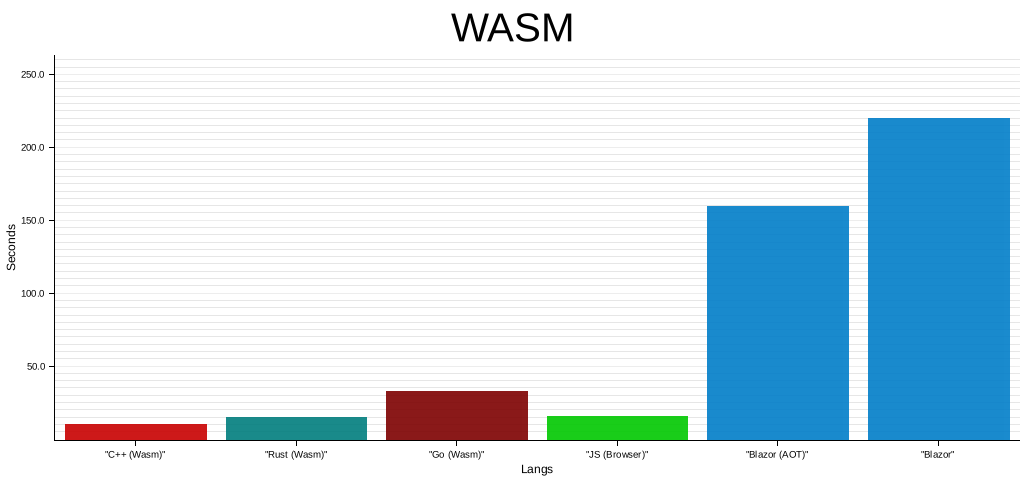 WASM
250.0
200.0
150.0
100.0
50.0
Seconds
"C++ (Wasm)" "Rust (Wasm)" "Go (Wasm)" "JS (Browser)" "Blazor (AOT)" "Blazor"
Langs